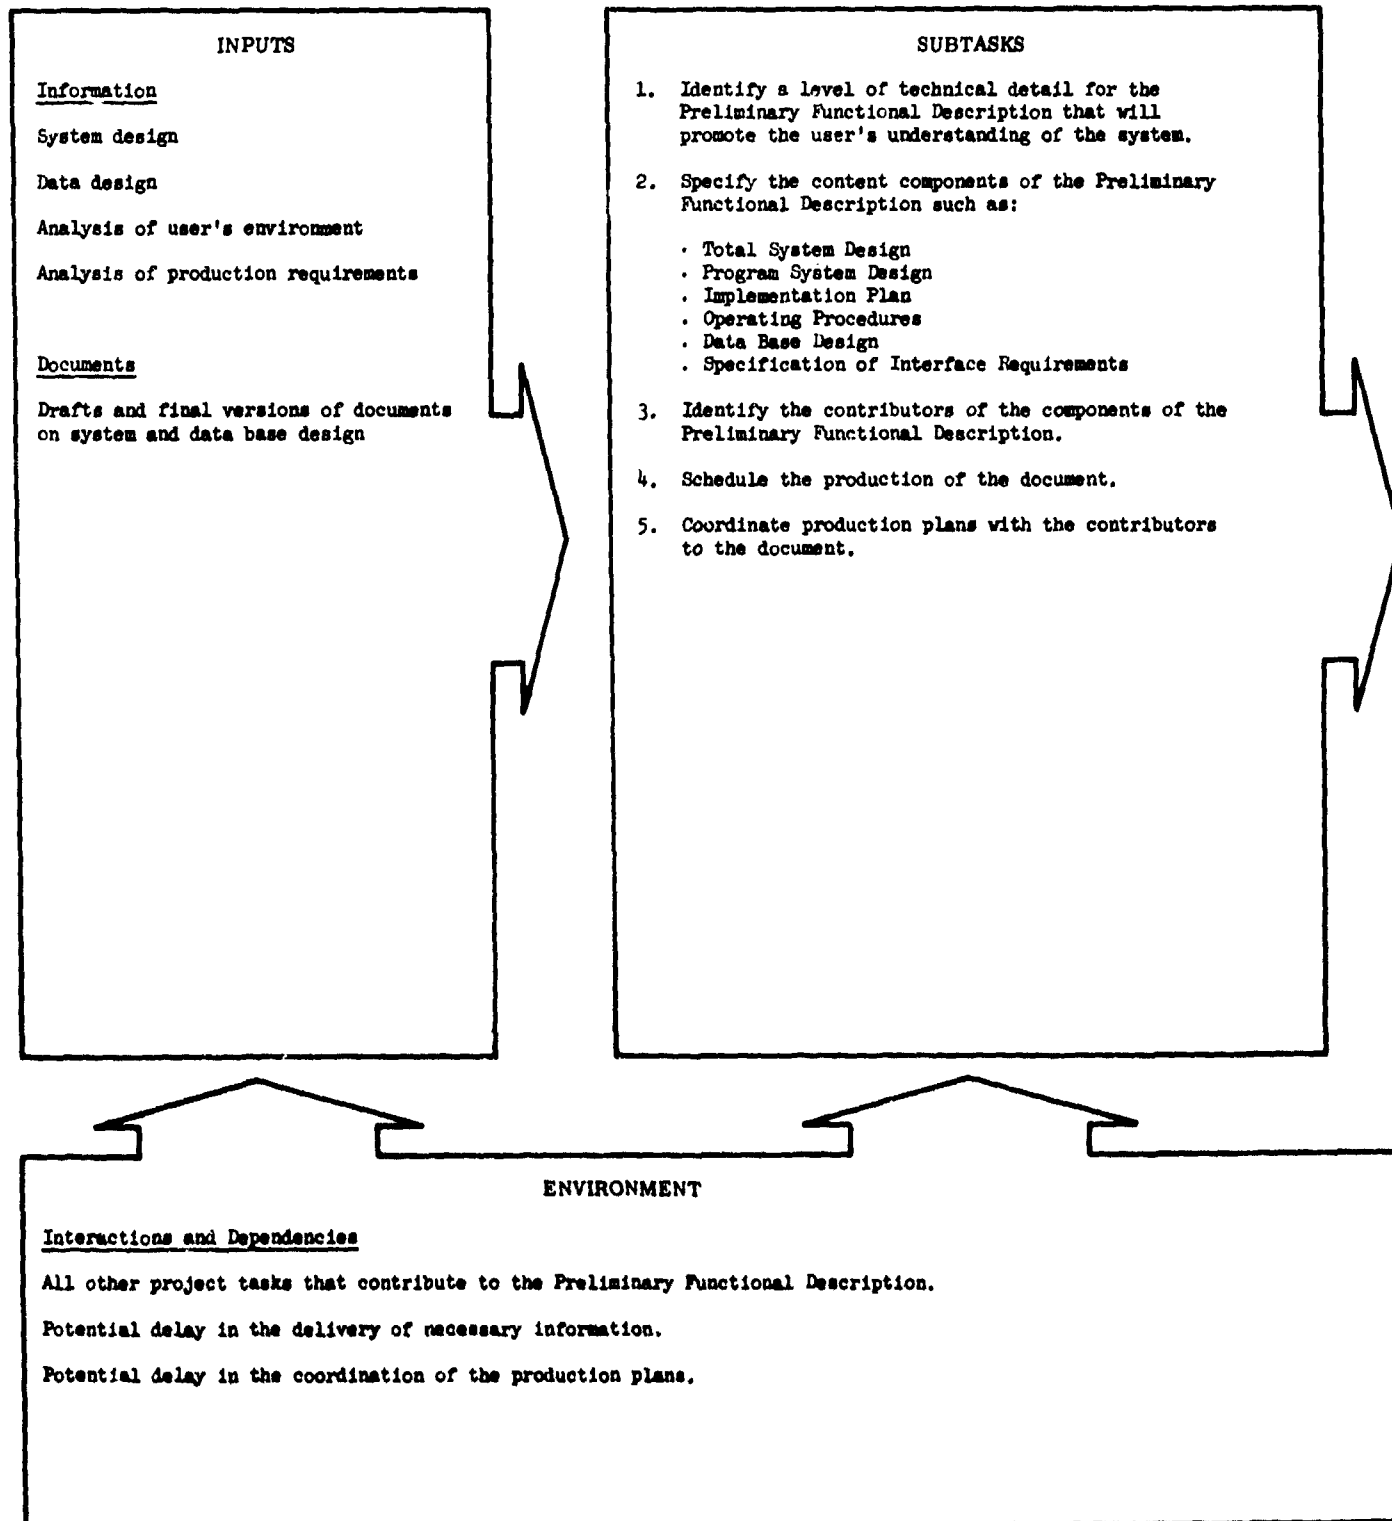 INPUTS
Information
System design
Data design
Analysis of user's environment
Analysis of production requirements
Documents
Drafts and final versions of documents
on system and data base design
SUBTASKS
1. Identify a level of technical detail for the
Preliminary Functional Description that will
promote the user's understanding of the system.
2. Specify the content components of the Preliminary
Functional Description such as:
. Total System Design
. Program System Design
. Implementation Plan
. Operating Procedures
. Data Base Design
. Specification of Interface Requirements
3. Identify the contributors of the components of the
Preliminary Functional Description.
4. Schedule the production of the document.
5. Coordinate production plans with the contributors
to the document.
ENVIRONMENT
Interactions and Dependencies
All other project tasks that contribute to the Preliminary Functional Description.
Potential delay in the delivery of necessary information.
Potential delay in the coordination of the production plans.